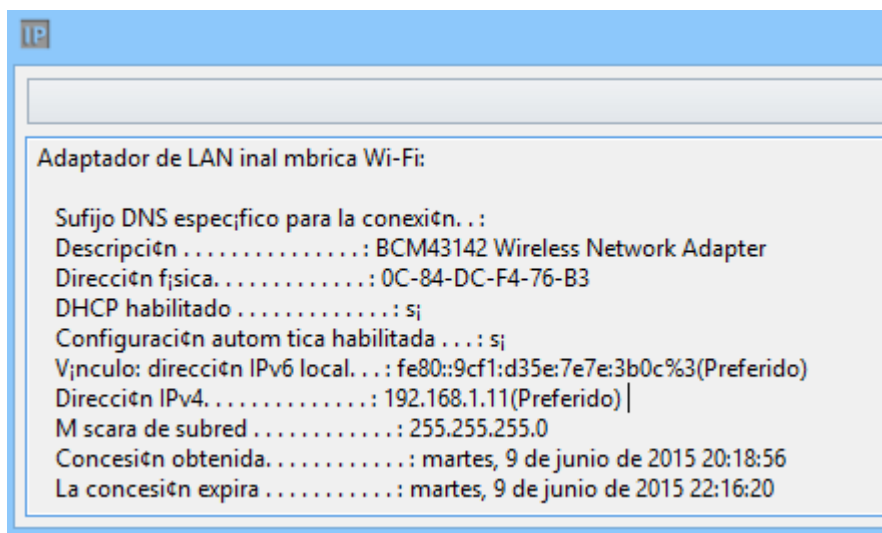 IP
Adaptador de LAN inal mbrica Wi-Fi:
Sufijo DNS espec¡fico para la conexi¢n. . :
Descripci¢n . . . . . . . . . . . . . . . : BCM43142 Wireless Network Adapter
Direcci¢n f¡sica. . . . . . . . . . . . . : 0C-84-DC-F4-76-B3
DHCP habilitado . . . . . . . . . . . . . : s¡
Configuraci¢n autom tica habilitada . . . : s¡
V¡nculo: direcci¢n IPv6 local. . . : fe80::9cf1:d35e:7e7e:3b0c%3(Preferido)
Direcci¢n IPv4. . . . . . . . . . . . . . : 192.168.1.11(Preferido)
M scara de subred . . . . . . . . . . . . : 255.255.255.0
Concesi¢n obtenida. . . . . . . . . . . . : martes, 9 de junio de 2015 20:18:56
La concesi¢n expira . . . . . . . . . . . : martes, 9 de junio de 2015 22:16:20